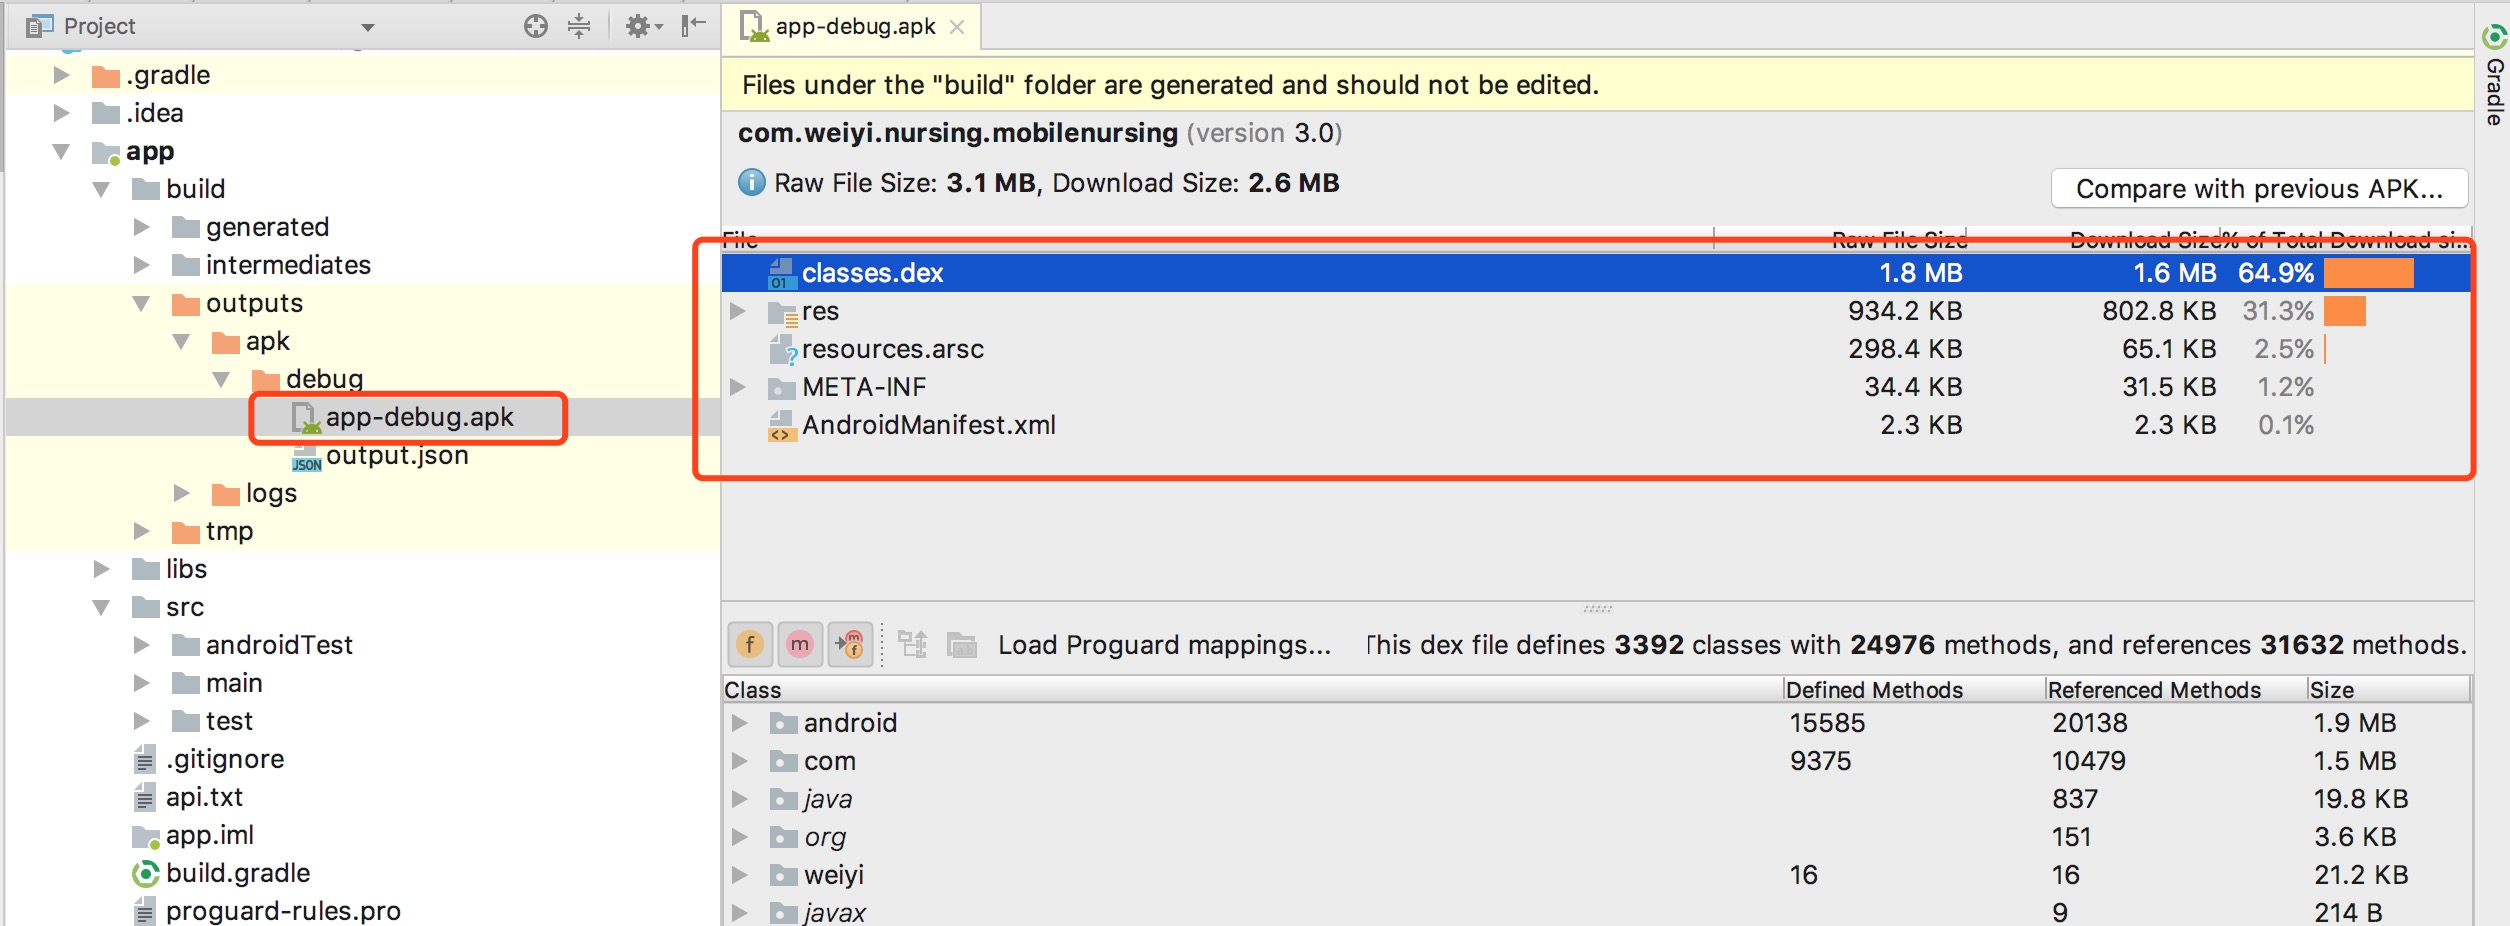 Project
.gradle
.idea
app
build
generated
intermediates
outputs
apk
debug
app-debug.apk
output.json
logs
tmp
libs
src
androidTest
main
test
.gitignore
api.txt
app.iml
build.gradle
proguard-rules.pro
app-debug.apk
Files under the "build" folder are generated and should not be edited.
com.weiyi.nursing.mobilenursing (version 3.0)
Raw File Size: 3.1 MB, Download Size: 2.6 MB
Compare with previous APK...
File Raw File Size Download Size % of Total Download si...
classes.dex 1.8 MB 1.6 MB 64.9%
res 934.2 KB 802.8 KB 31.3%
resources.arsc 298.4 KB 65.1 KB 2.5%
META-INF 34.4 KB 31.5 KB 1.2%
AndroidManifest.xml 2.3 KB 2.3 KB 0.1%
Load Proguard mappings... This dex file defines 3392 classes with 24976 methods, and references 31632 methods.
Class Defined Methods Referenced Methods Size
android 15585 20138 1.9 MB
com 9375 10479 1.5 MB
java 837 19.8 KB
org 151 3.6 KB
weiyi 16 16 21.2 KB
javax 9 214 B
Gradle